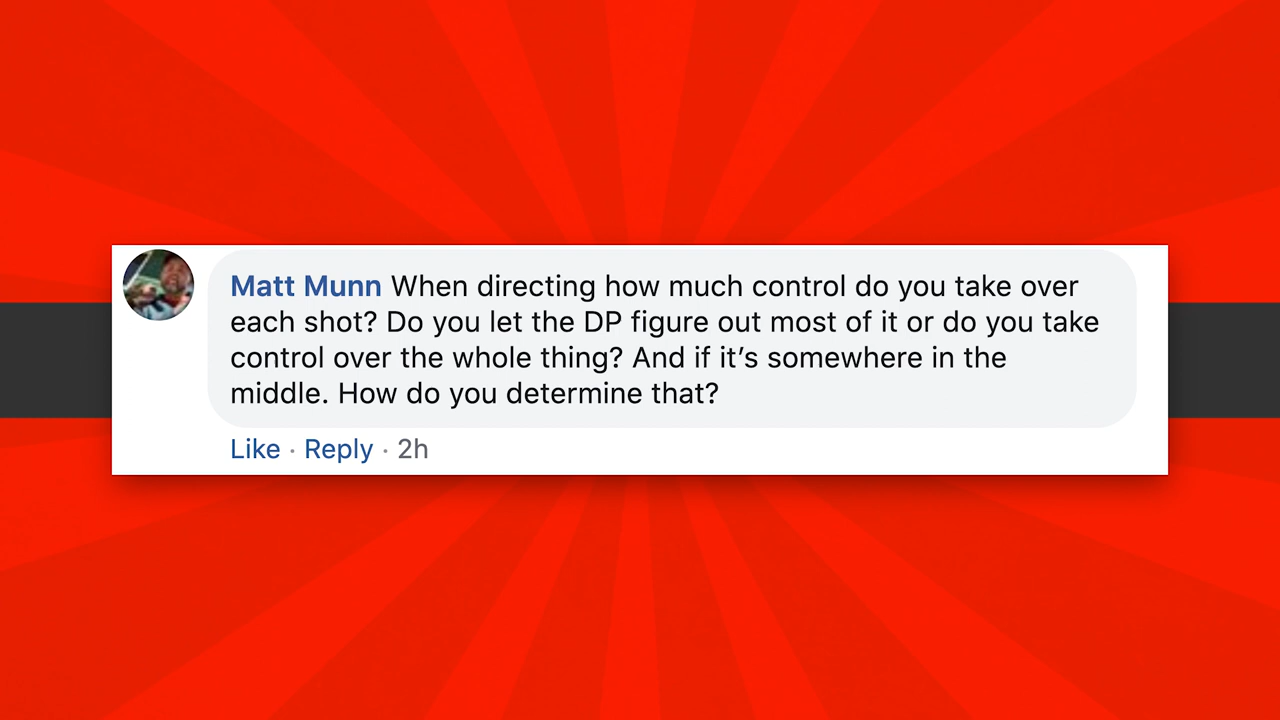 Matt Munn When directing how much control do you take over
each shot? Do you let the DP figure out most of it or do you take
control over the whole thing? And if it’s somewhere in the
middle. How do you determine that?
Like · Reply · 2h